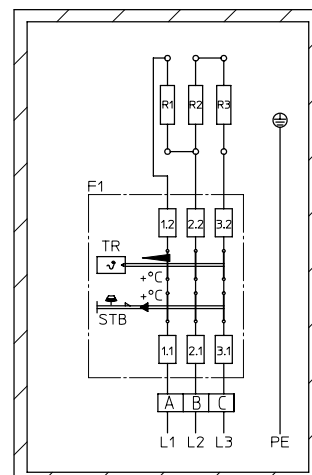 R1 R2 R3
F1
1.2 2.2 3.2
TR
ϑ
+°C
+°C
STB
1.1 2.1 3.1
A B C
L1 L2 L3 PE